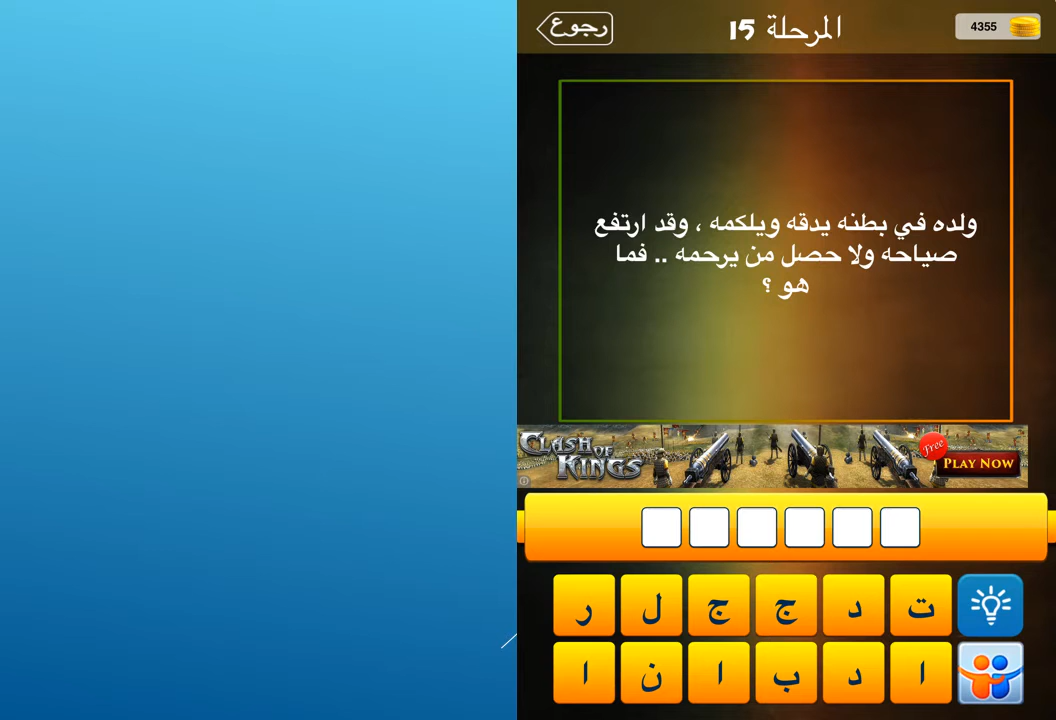 رجوع
المرحلة 15
4355
ولده في بطنه يدقه ويلكمه ، وقد ارتفع
صياحه ولا حصل من يرحمه .. فما
هو ؟
CLASH OF KINGS
Free
PLAY NOW
ت د ج ج ل ر
ا د ب ا ن ا